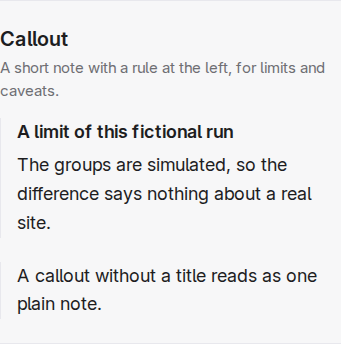 Callout
A short note with a rule at the left, for limits and
caveats.
A limit of this fictional run
The groups are simulated, so the
difference says nothing about a real
site.
A callout without a title reads as one
plain note.